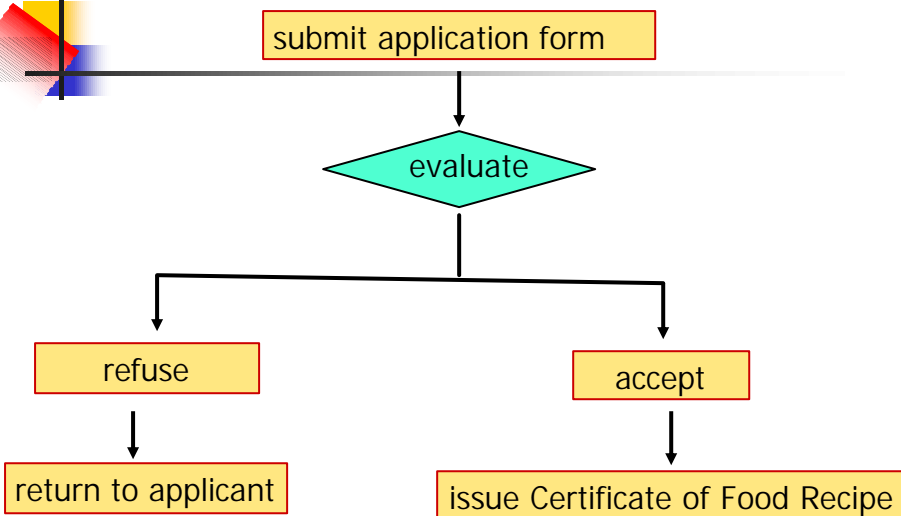 submit application form
evaluate
refuse
accept
return to applicant
issue Certificate of Food Recipe